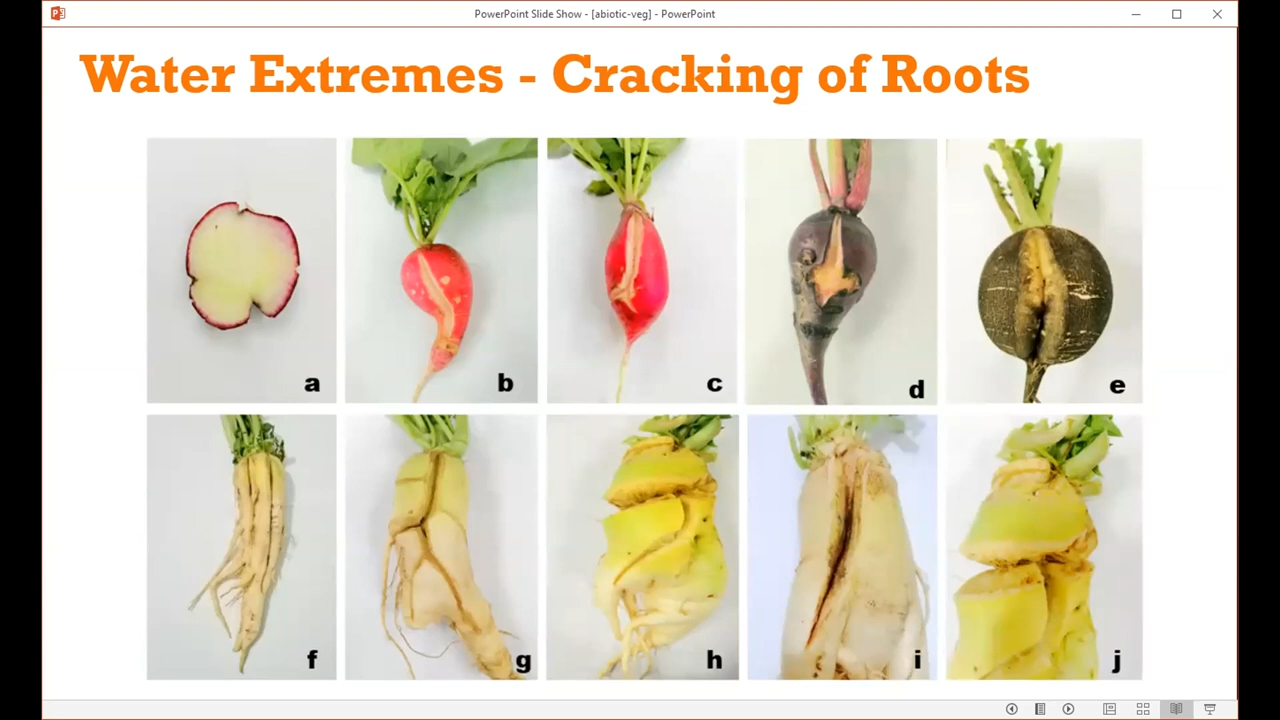 PowerPoint Slide Show - [abiotic-veg] - PowerPoint
Water Extremes - Cracking of Roots
a
b
c
d
e
f
g
h
i
j